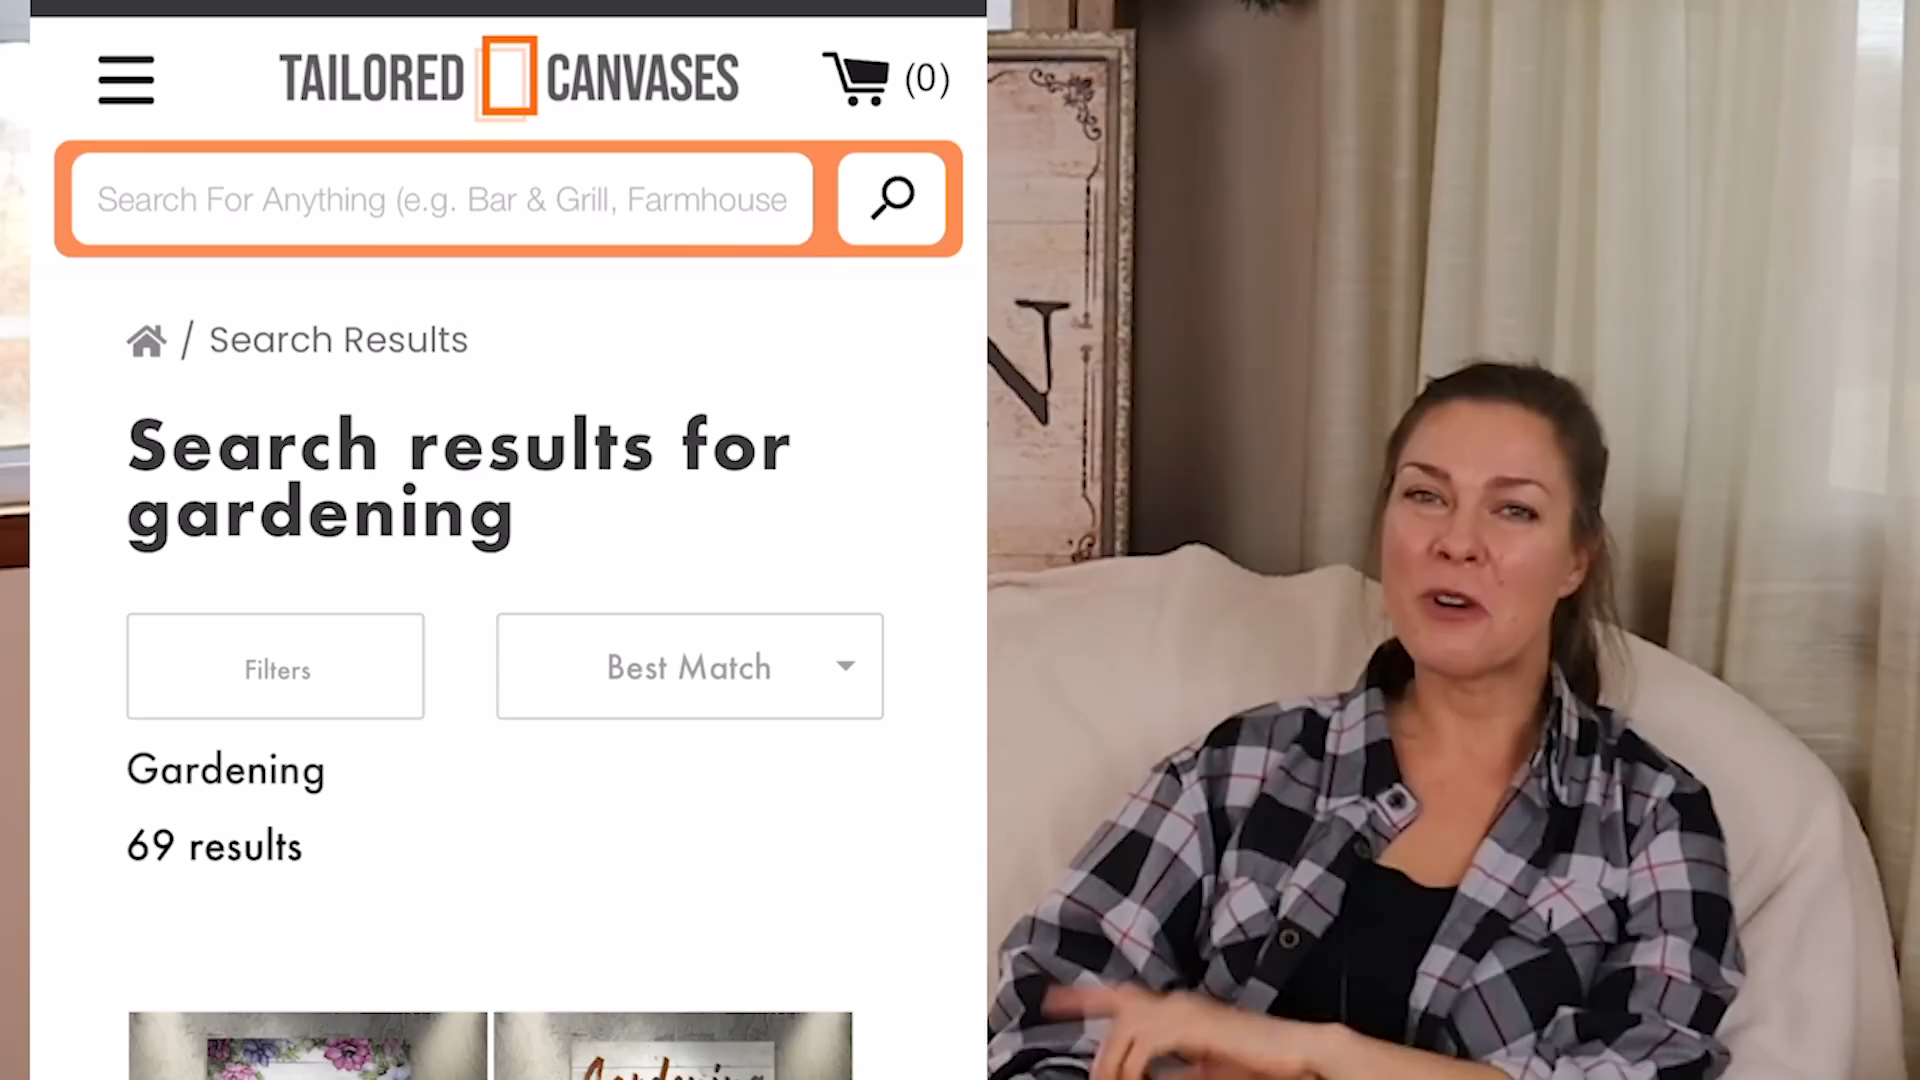 TAILORED CANVASES
(0)
Search For Anything (e.g. Bar & Grill, Farmhouse
/ Search Results
Search results for
gardening
Filters
Best Match
Gardening
69 results
Gardening
N